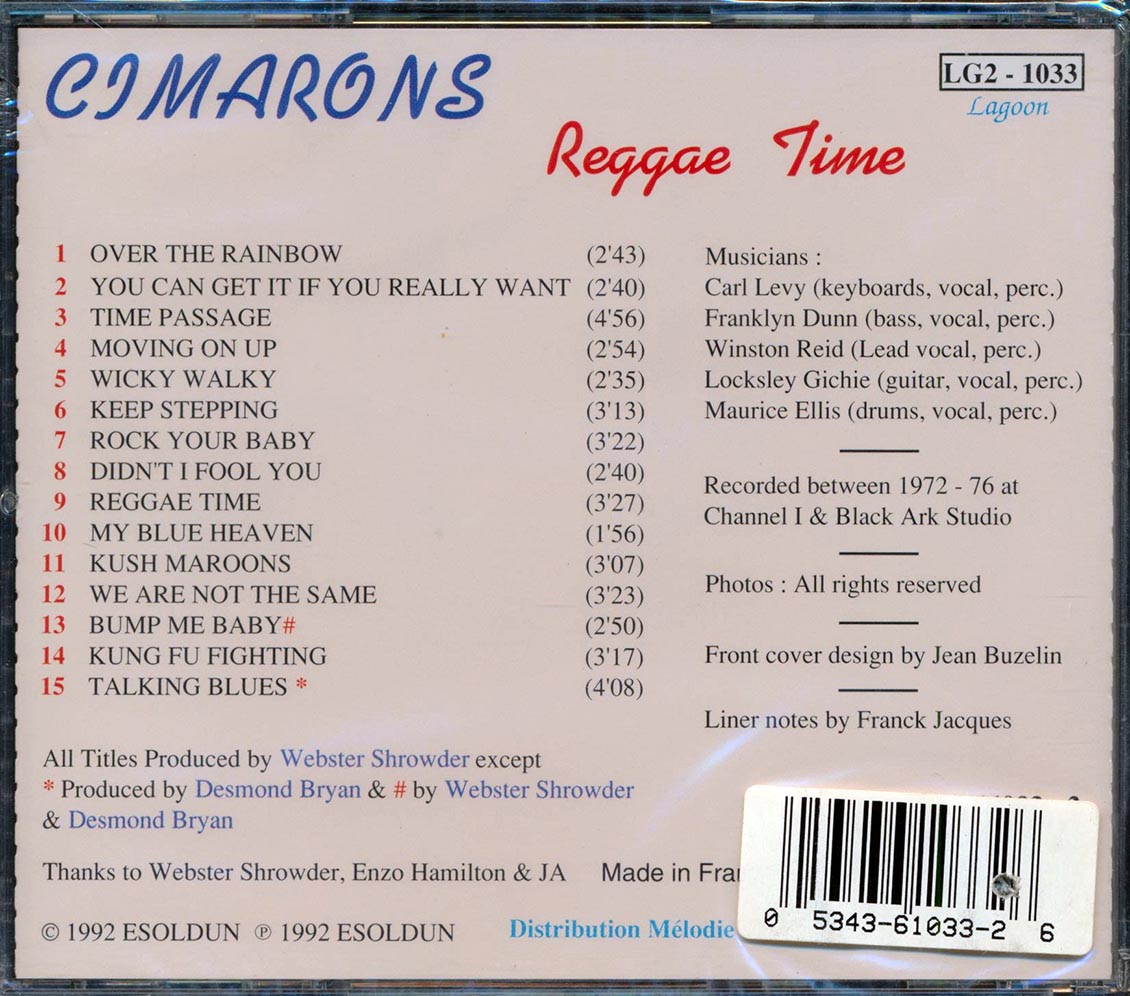 CIMARONS
LG2 - 1033
Lagoon
Reggae Time
1 OVER THE RAINBOW (2'43)
2 YOU CAN GET IT IF YOU REALLY WANT (2'40)
3 TIME PASSAGE (4'56)
4 MOVING ON UP (2'54)
5 WICKY WALKY (2'35)
6 KEEP STEPPING (3'13)
7 ROCK YOUR BABY (3'22)
8 DIDN'T I FOOL YOU (2'40)
9 REGGAE TIME (3'27)
10 MY BLUE HEAVEN (1'56)
11 KUSH MAROONS (3'07)
12 WE ARE NOT THE SAME (3'23)
13 BUMP ME BABY# (2'50)
14 KUNG FU FIGHTING (3'17)
15 TALKING BLUES * (4'08)
Musicians :
Carl Levy (keyboards, vocal, perc.)
Franklyn Dunn (bass, vocal, perc.)
Winston Reid (Lead vocal, perc.)
Locksley Gichie (guitar, vocal, perc.)
Maurice Ellis (drums, vocal, perc.)
Recorded between 1972 - 76 at
Channel I & Black Ark Studio
Photos : All rights reserved
Front cover design by Jean Buzelin
Liner notes by Franck Jacques
All Titles Produced by Webster Shrowder except
* Produced by Desmond Bryan & # by Webster Shrowder
& Desmond Bryan
Thanks to Webster Shrowder, Enzo Hamilton & JA
Made in Fra
© 1992 ESOLDUN ℗ 1992 ESOLDUN
Distribution Mélodie
0 5343-61033-2 6